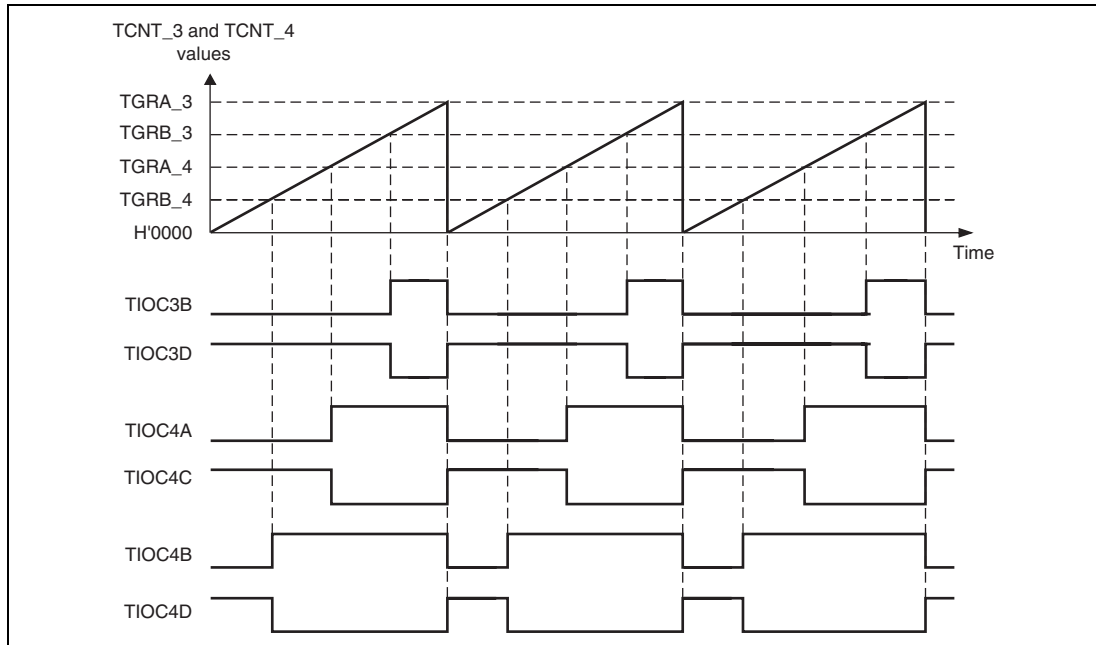 TCNT_3 and TCNT_4
values
TGRA_3
TGRB_3
TGRA_4
TGRB_4
H'0000
Time
TIOC3B
TIOC3D
TIOC4A
TIOC4C
TIOC4B
TIOC4D